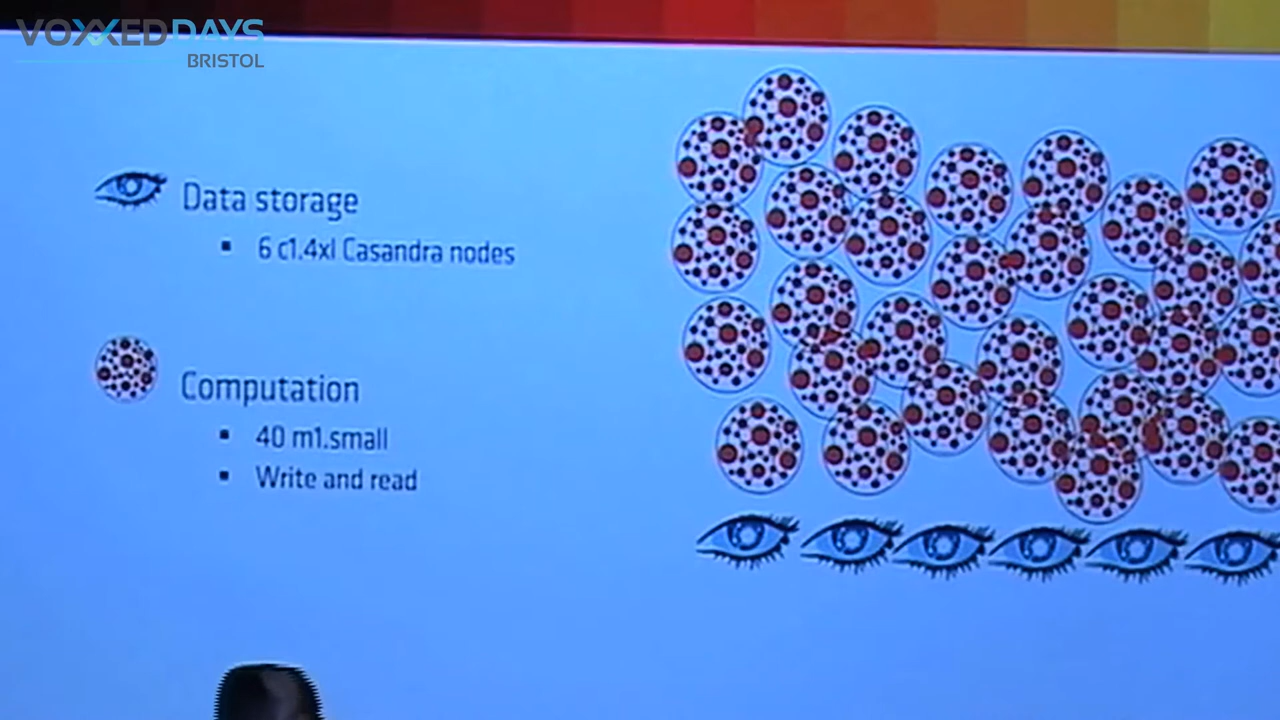 VOXXEDDAYS
BRISTOL
Data storage
▪ 6 c1.4xl Casandra nodes
Computation
▪ 40 m1.small
▪ Write and read